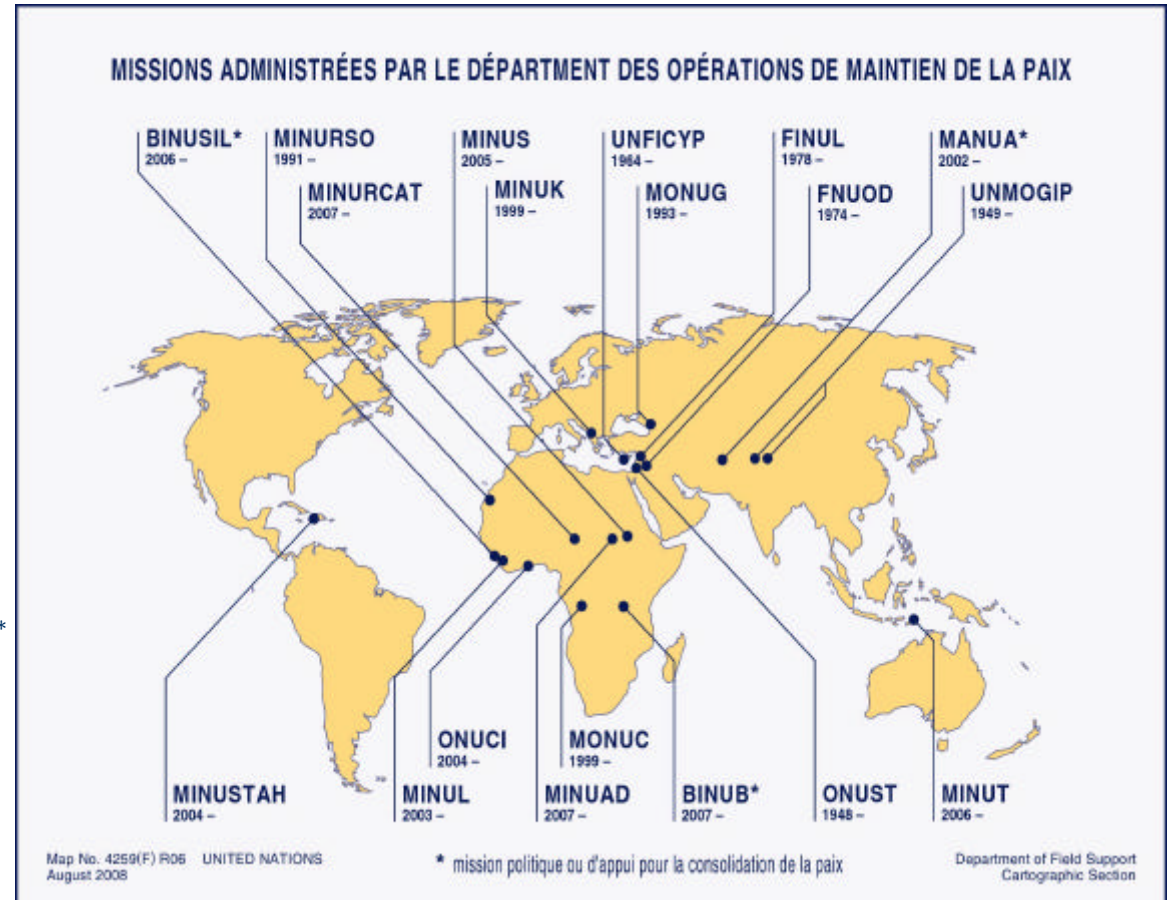 MISSIONS ADMINISTRÉES PAR LE DÉPARTMENT DES OPÉRATIONS DE MAINTIEN DE LA PAIX
BINUSIL*
2006 –
MINURSO
1991 –
MINUS
2005 –
UNFICYP
1964 –
FINUL
1978 –
MANUA*
2002 –
MINURCAT
2007 –
MINUK
1999 –
MONUG
1993 –
FNUOD
1974 –
UNMOGIP
1949 –
*
ONUCI
2004 –
MONUC
1999 –
MINUSTAH
2004 –
MINUL
2003 –
MINUAD
2007 –
BINUB*
2007 –
ONUST
1948 –
MINUT
2006 –
Map No. 4259(F) R06 UNITED NATIONS
August 2008
* mission politique ou d'appui pour la consolidation de la paix
Department of Field Support
Cartographic Section